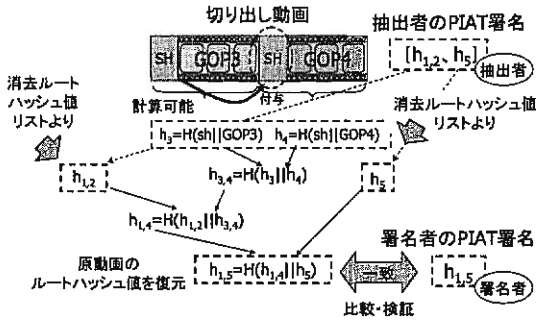 切り出し動画
抽出者のPIAT署名
SH GOP3 SH GOP4
[h1,2、h5]
抽出者
消去ルート
ハッシュ値
リストより
計算可能
付与
消去ルートハッシュ値
リストより
h3=H(sh||GOP3) h4=H(sh||GOP4)
h1,2
h3,4=H(h3||h4)
h5
h1,4=H(h1,2||h3,4)
署名者のPIAT署名
原動画の
ルートハッシュ値を復元
h1,5=H(h1,4||h5)
一致
h1,5
署名者
比較・検証